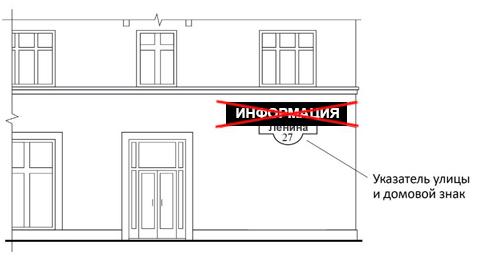 ИНФОРМАЦИЯ
Ленина
27
Указатель улицы
и домовой знак